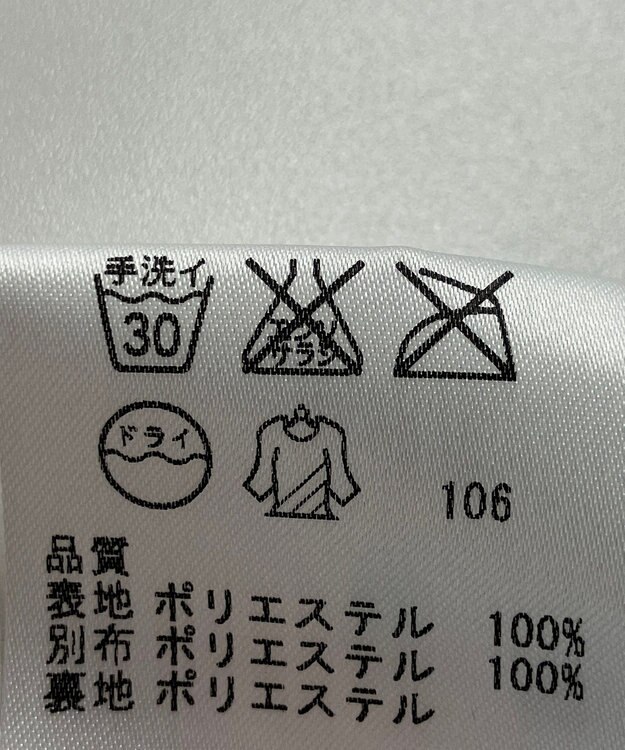 手洗イ
30
エンソ
サラシ
ドライ
106
品質
表地 ポリエステル 100%
別布 ポリエステル 100%
裏地 ポリエステル